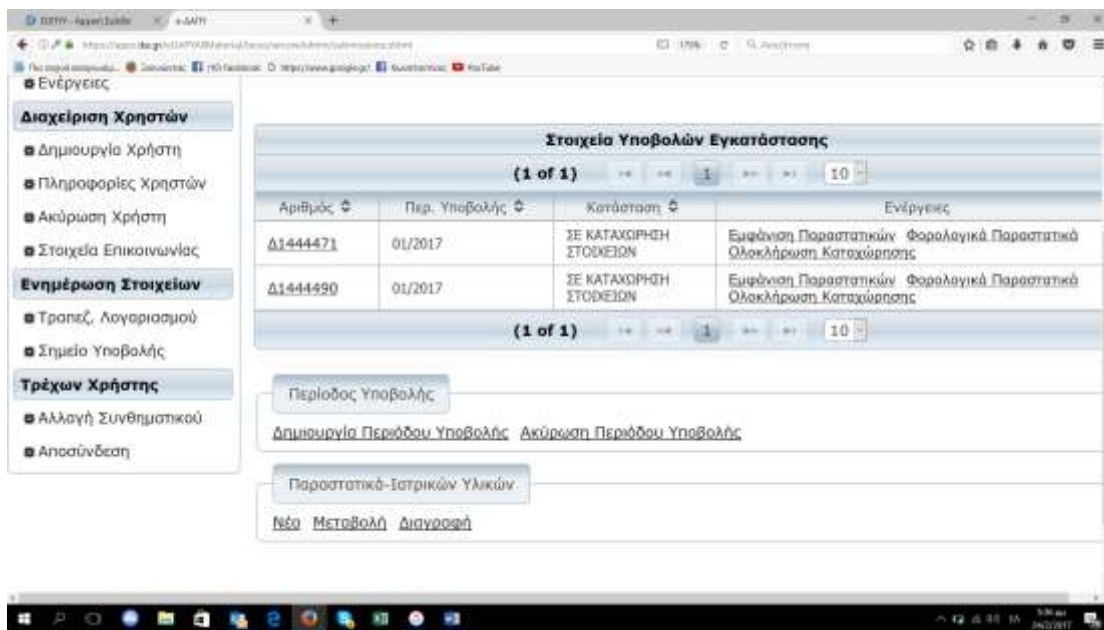 e-ΔΑΠΥ
170%
YouTube
Ενέργειες
Διαχείριση Χρηστών
Δημιουργία Χρήστη
Πληροφορίες Χρηστών
Ακύρωση Χρήστη
Στοιχεία Επικοινωνίας
Ενημέρωση Στοιχείων
Τραπεζ. Λογαριασμού
Σημείο Υποβολής
Τρέχων Χρήστης
Αλλαγή Συνθηματικού
Αποσύνδεση
Στοιχεία Υποβολών Εγκατάστασης
(1 of 1) 1 10
Αριθμός Περ. Υποβολής Κατάσταση Ενέργειες
Δ1444471 01/2017 ΣΕ ΚΑΤΑΧΩΡΗΣΗ ΣΤΟΙΧΕΙΩΝ Εμφάνιση Παραστατικών Φορολογικά Παραστατικά
Ολοκλήρωση Καταχώρησης
Δ1444490 01/2017 ΣΕ ΚΑΤΑΧΩΡΗΣΗ ΣΤΟΙΧΕΙΩΝ Εμφάνιση Παραστατικών Φορολογικά Παραστατικά
Ολοκλήρωση Καταχώρησης
(1 of 1) 1 10
Περίοδος Υποβολής
Δημιουργία Περιόδου Υποβολής Ακύρωση Περιόδου Υποβολής
Παραστατικά-Ιατρικών Υλικών
Νέο Μεταβολή Διαγραφή